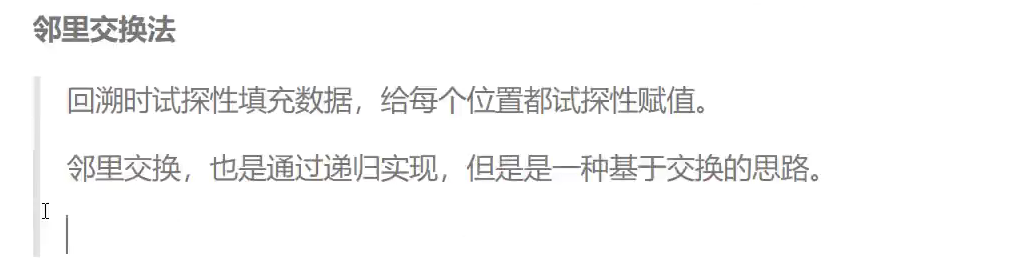 邻里交换法
回溯时试探性填充数据，给每个位置都试探性赋值。
邻里交换，也是通过递归实现，但是是一种基于交换的思路。